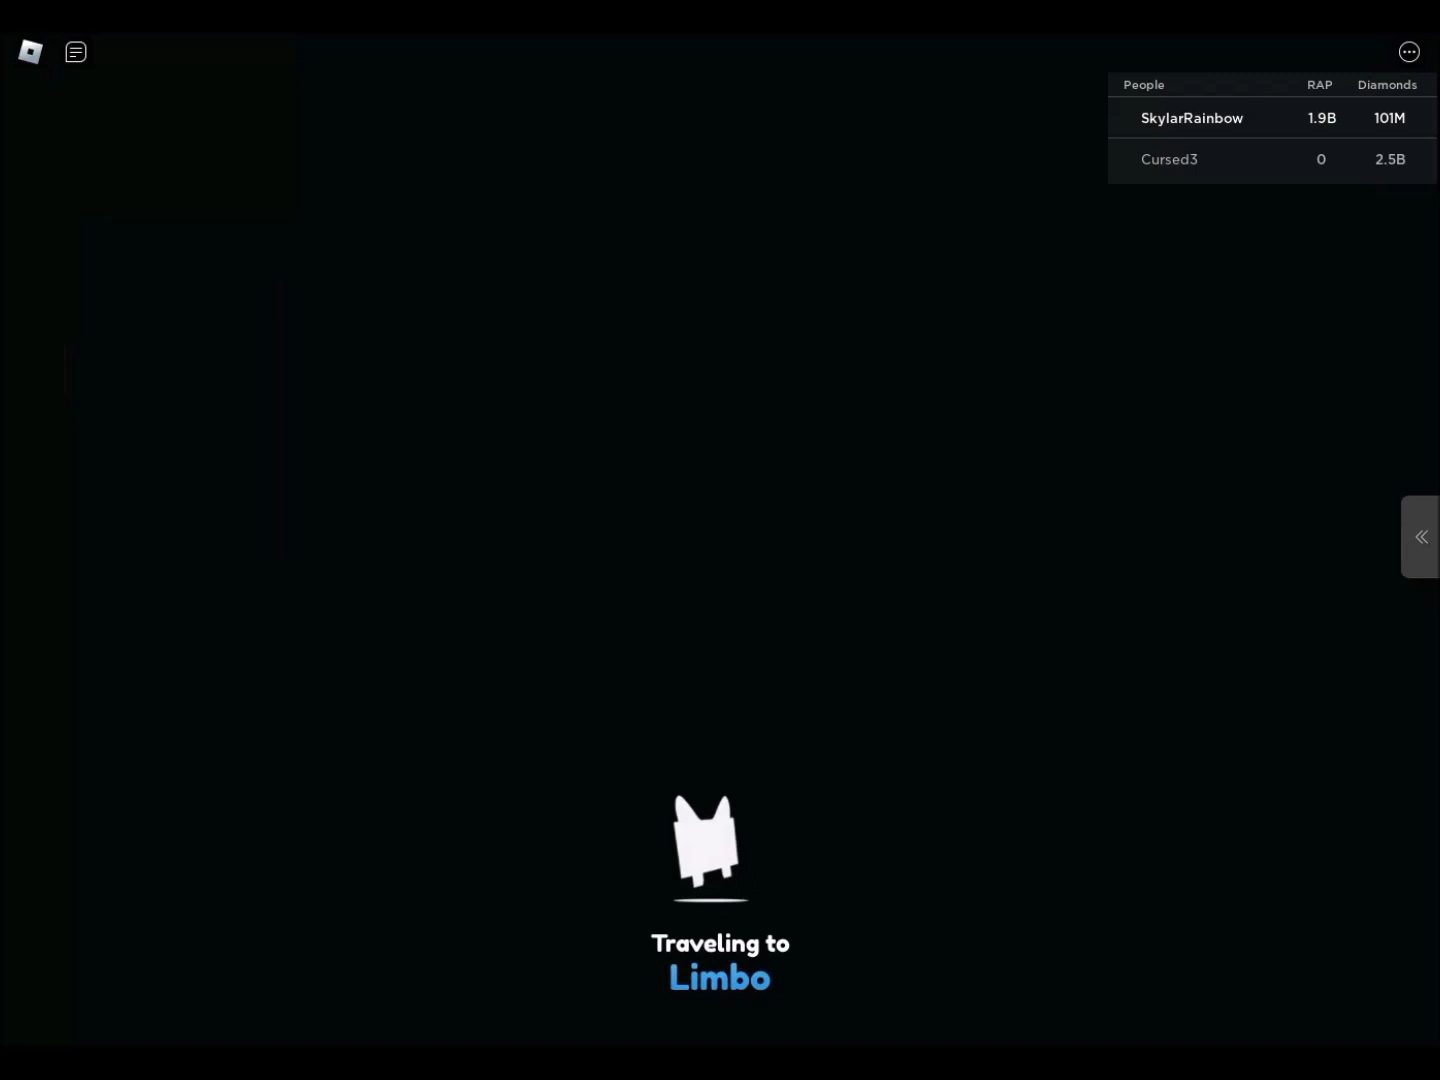 People RAP Diamonds
SkylarRainbow 1.9B 101M
Cursed3 0 2.5B
Traveling to
Limbo